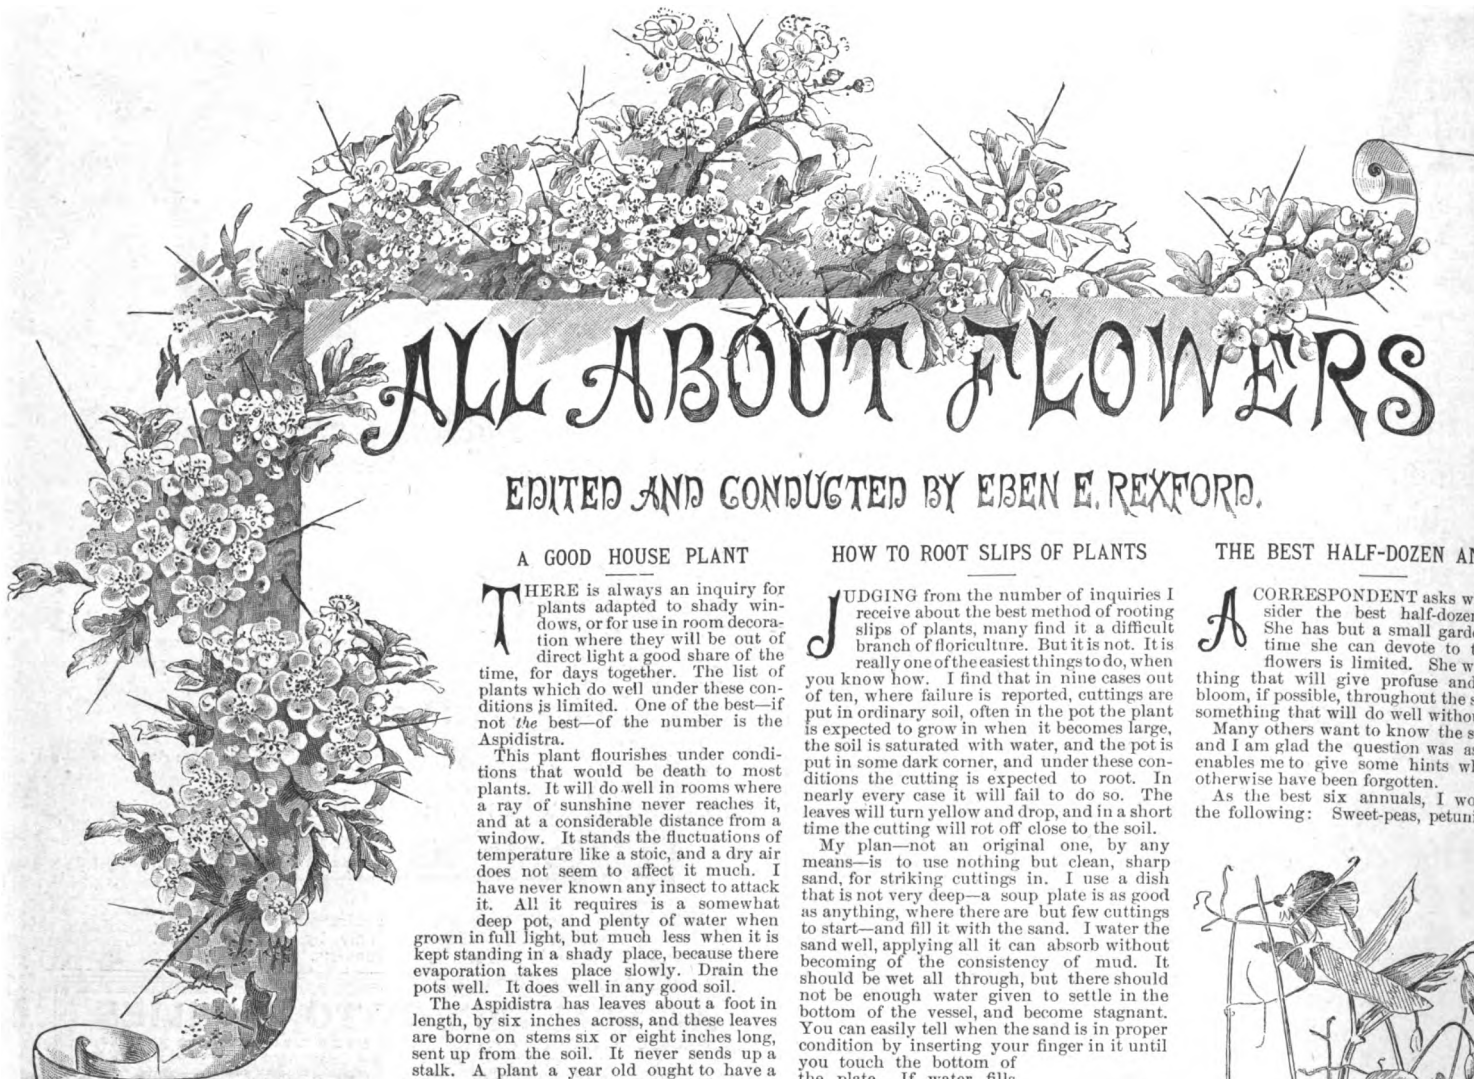 ALL ABOUT FLOWERS
EDITED AND CONDUCTED BY EBEN E. REXFORD.
A GOOD HOUSE PLANT
THERE is always an inquiry for
plants adapted to shady win-
dows, or for use in room decora-
tion where they will be out of
direct light a good share of the
time, for days together. The list of
plants which do well under these con-
ditions is limited. One of the best—if
not the best—of the number is the
Aspidistra.
This plant flourishes under condi-
tions that would be death to most
plants. It will do well in rooms where
a ray of sunshine never reaches it,
and at a considerable distance from a
window. It stands the fluctuations of
temperature like a stoic, and a dry air
does not seem to affect it much. I
have never known any insect to attack
it. All it requires is a somewhat
deep pot, and plenty of water when
grown in full light, but much less when it is
kept standing in a shady place, because there
evaporation takes place slowly. Drain the
pots well. It does well in any good soil.
The Aspidistra has leaves about a foot in
length, by six inches across, and these leaves
are borne on stems six or eight inches long,
sent up from the soil. It never sends up a
stalk. A plant a year old ought to have a
HOW TO ROOT SLIPS OF PLANTS
JUDGING from the number of inquiries I
receive about the best method of rooting
slips of plants, many find it a difficult
branch of floriculture. But it is not. It is
really one of the easiest things to do, when
you know how. I find that in nine cases out
of ten, where failure is reported, cuttings are
put in ordinary soil, often in the pot the plant
is expected to grow in when it becomes large,
the soil is saturated with water, and the pot is
put in some dark corner, and under these con-
ditions the cutting is expected to root. In
nearly every case it will fail to do so. The
leaves will turn yellow and drop, and in a short
time the cutting will rot off close to the soil.
My plan—not an original one, by any
means—is to use nothing but clean, sharp
sand, for striking cuttings in. I use a dish
that is not very deep—a soup plate is as good
as anything, where there are but few cuttings
to start—and fill it with the sand. I water the
sand well, applying all it can absorb without
becoming of the consistency of mud. It
should be wet all through, but there should
not be enough water given to settle in the
bottom of the vessel, and become stagnant.
You can easily tell when the sand is in proper
condition by inserting your finger in it until
you touch the bottom of
the plate. If water fills
THE BEST HALF-DOZEN AN
A CORRESPONDENT asks w
sider the best half-dozen
She has but a small gard
time she can devote to t
flowers is limited. She w
thing that will give profuse and
bloom, if possible, throughout the s
something that will do well withou
Many others want to know the s
and I am glad the question was as
enables me to give some hints wh
otherwise have been forgotten.
As the best six annuals, I wo
the following: Sweet-peas, petuni